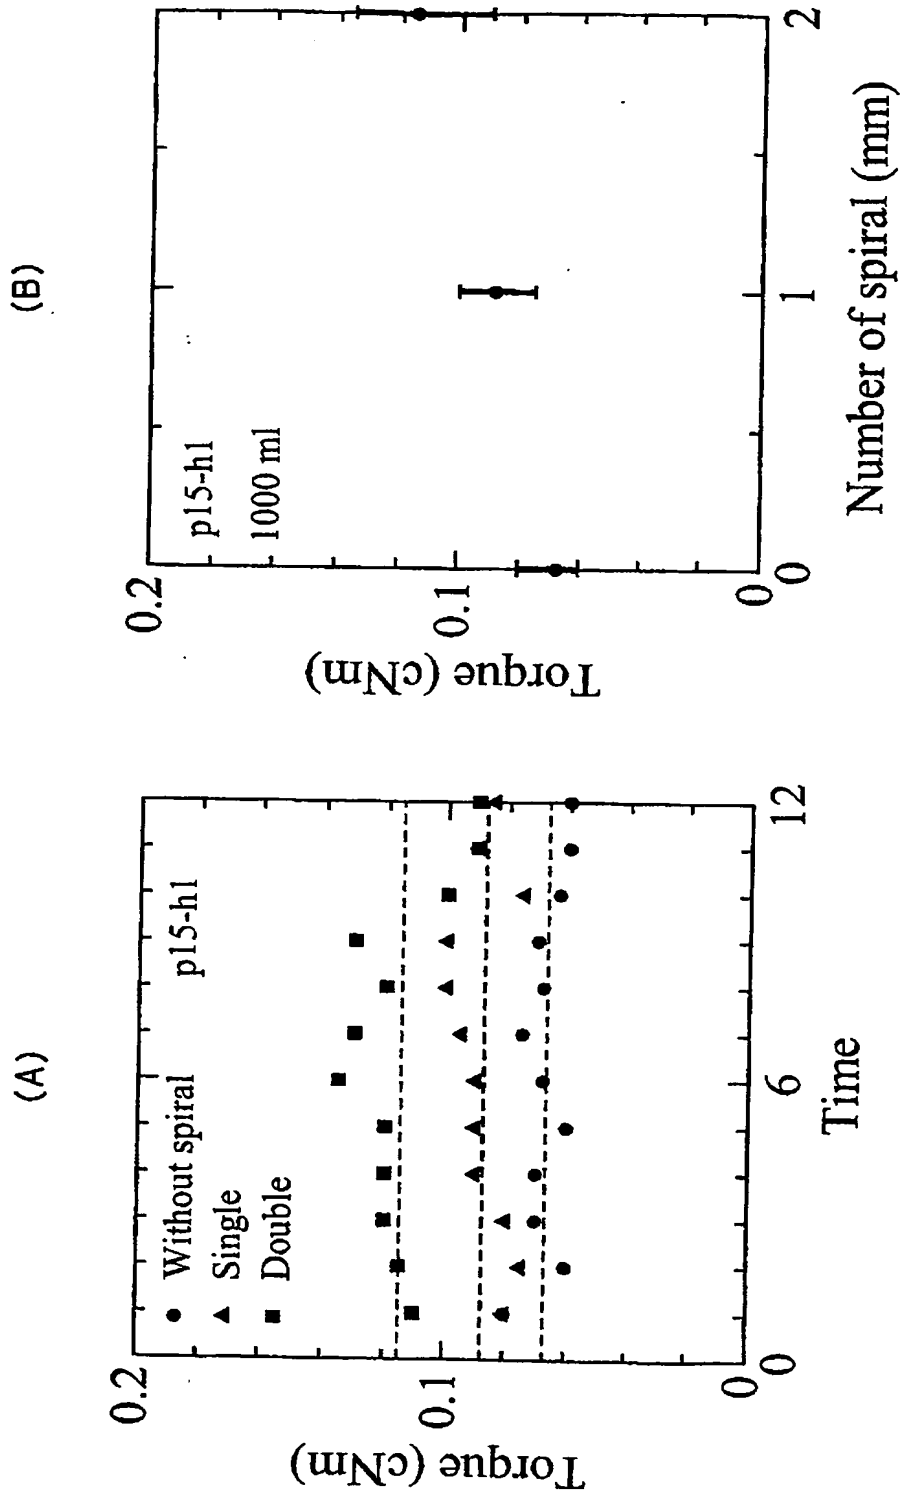 (A)
p15-h1
Without spiral
Single
Double
0.2
0.1
0
Torque (cNm)
0
6
12
Time
(B)
p15-h1
1000 ml
0.2
0.1
0
Torque (cNm)
0
1
2
Number of spiral (mm)